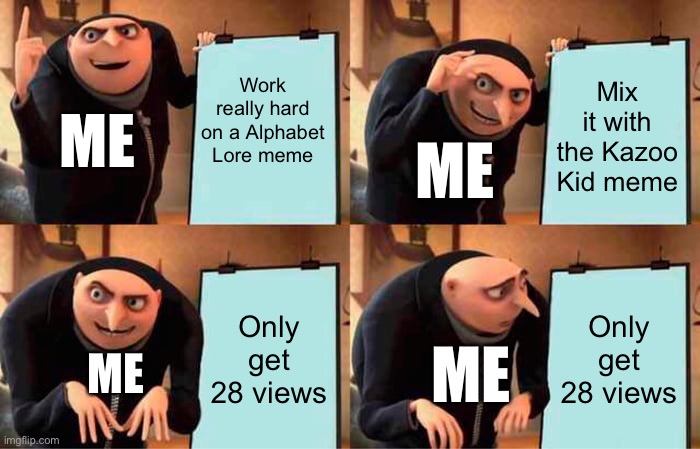 ME
Work
really hard
on a Alphabet
Lore meme
ME
Mix
it with
the Kazoo
Kid meme
ME
Only
get
28 views
ME
Only
get
28 views
imgflip.com